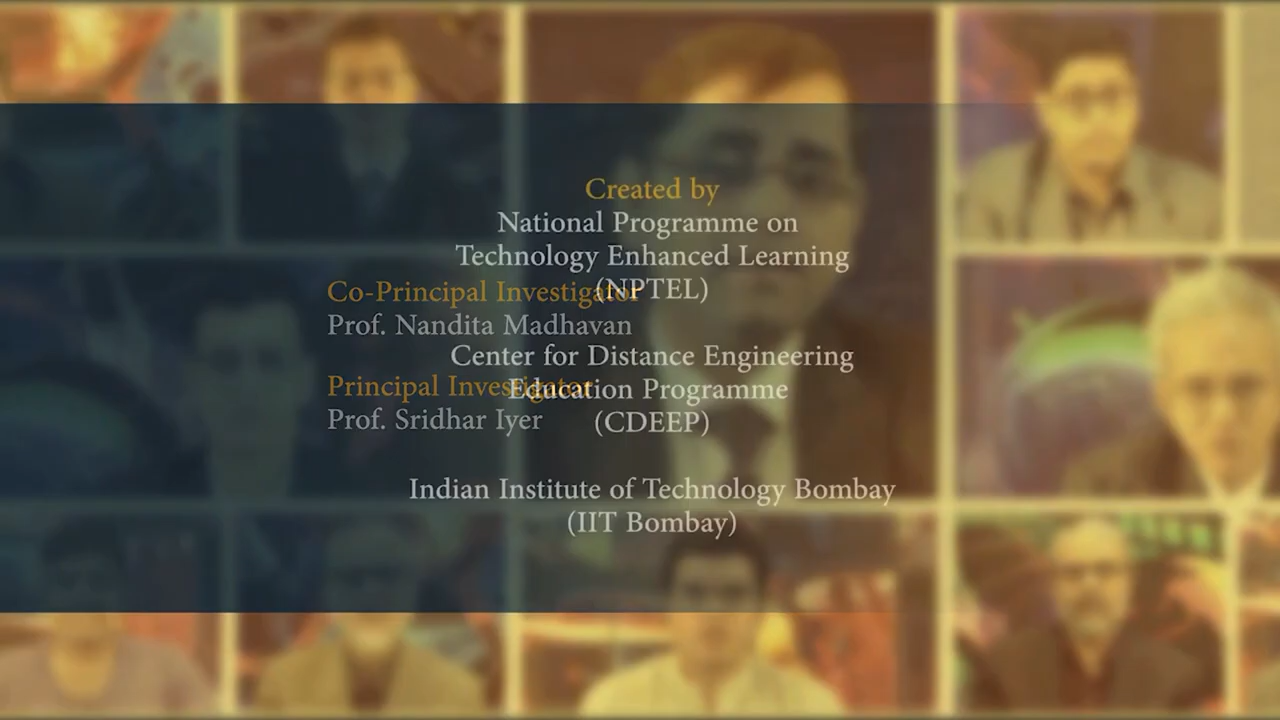 Created by
National Programme on
Technology Enhanced Learning
(NPTEL)
Co-Principal Investigator
Prof. Nandita Madhavan
Center for Distance Engineering
Education Programme
(CDEEP)
Principal Investigator
Prof. Sridhar Iyer
Indian Institute of Technology Bombay
(IIT Bombay)